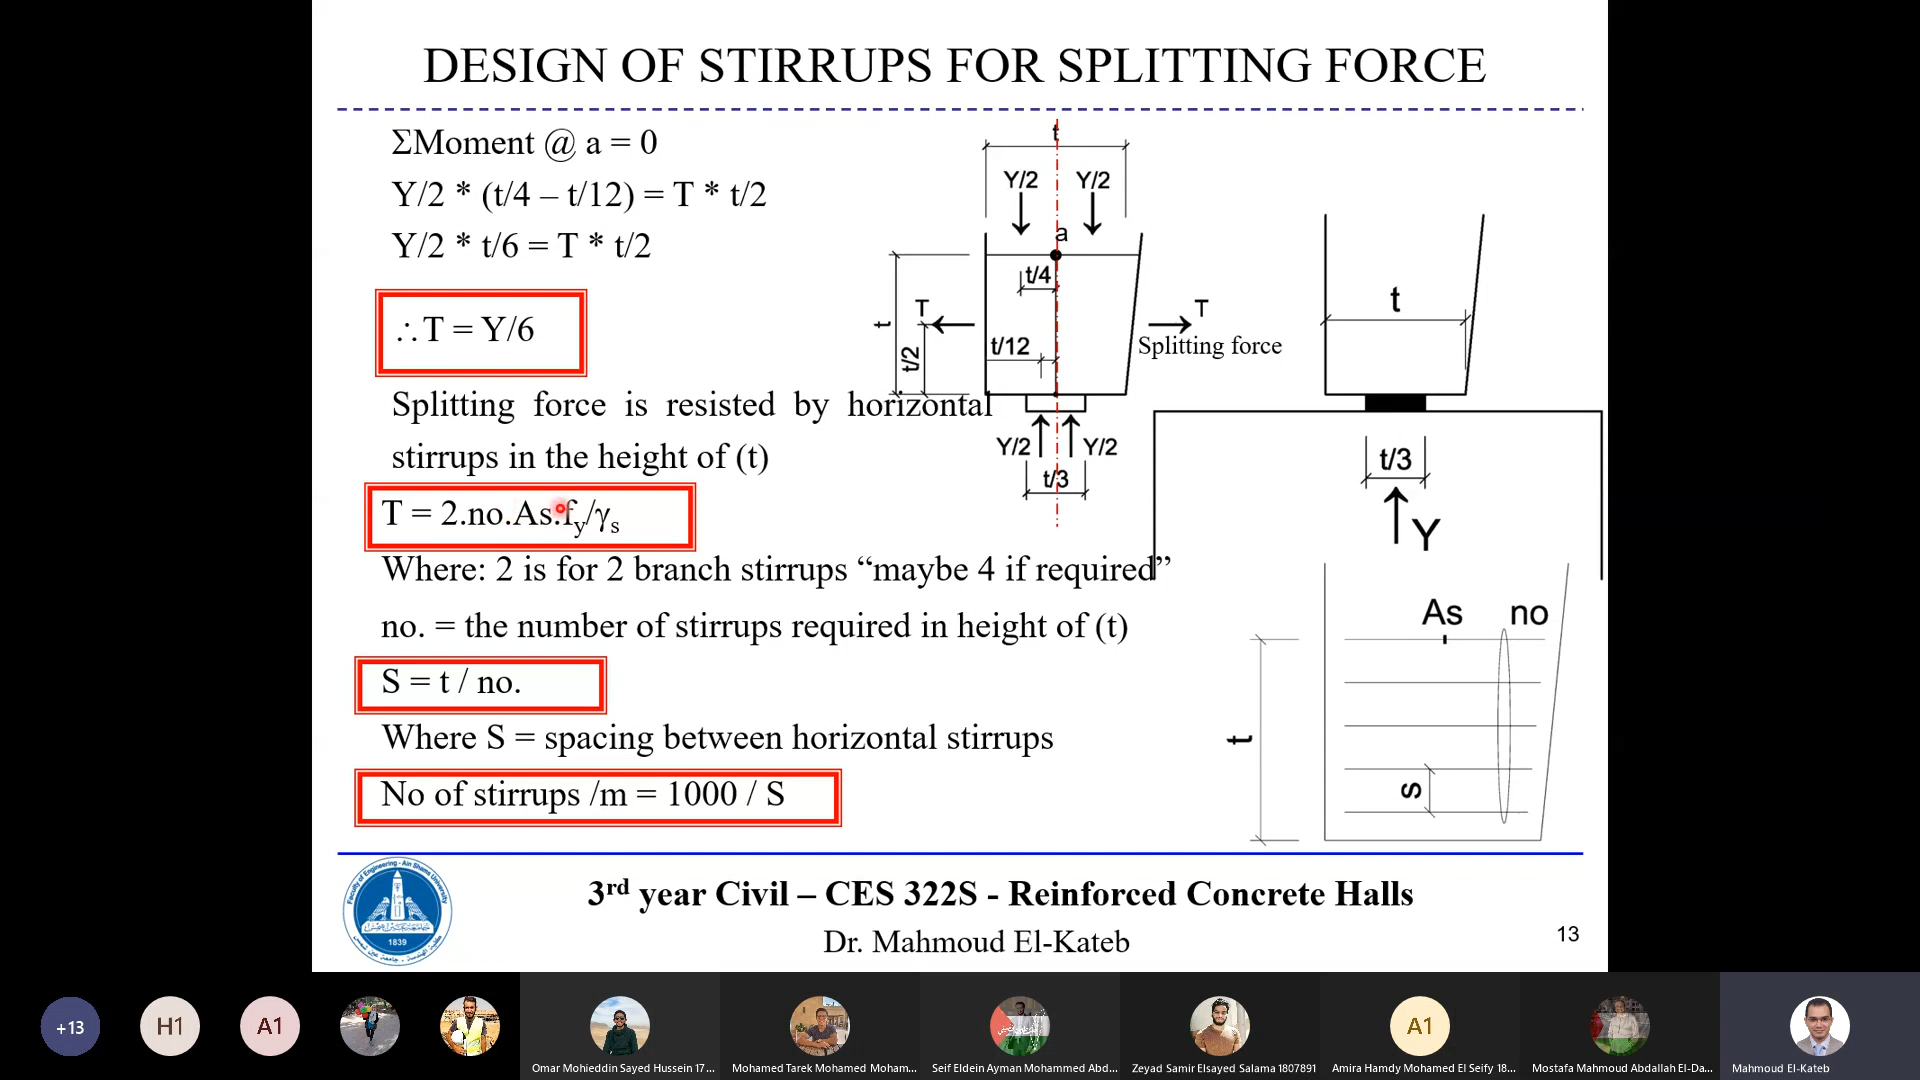 DESIGN OF STIRRUPS FOR SPLITTING FORCE
ΣMoment @ a = 0
Y/2 * (t/4 – t/12) = T * t/2
Y/2 * t/6 = T * t/2
∴T = Y/6
Splitting force is resisted by horizontal
stirrups in the height of (t)
T = 2.no.As.fy/γs
Where: 2 is for 2 branch stirrups “maybe 4 if required”
no. = the number of stirrups required in height of (t)
S = t / no.
Where S = spacing between horizontal stirrups
No of stirrups /m = 1000 / S
t
Y/2 Y/2
a
t/4
T
T
t
t/2
t/12
Splitting force
Y/2 Y/2
t/3
t
t/3
Y
As no
t
s
Faculty of Engineering - Ain Shams University
1839
3rd year Civil – CES 322S - Reinforced Concrete Halls
Dr. Mahmoud El-Kateb
13
+13
H1
A1
A1
Omar Mohieddin Sayed Hussein 17...
Mohamed Tarek Mohamed Moham...
Seif Eldein Ayman Mohammed Abd...
Zeyad Samir Elsayed Salama 1807891
Amira Hamdy Mohamed El Seify 18...
Mostafa Mahmoud Abdallah El-Da...
Mahmoud El-Kateb